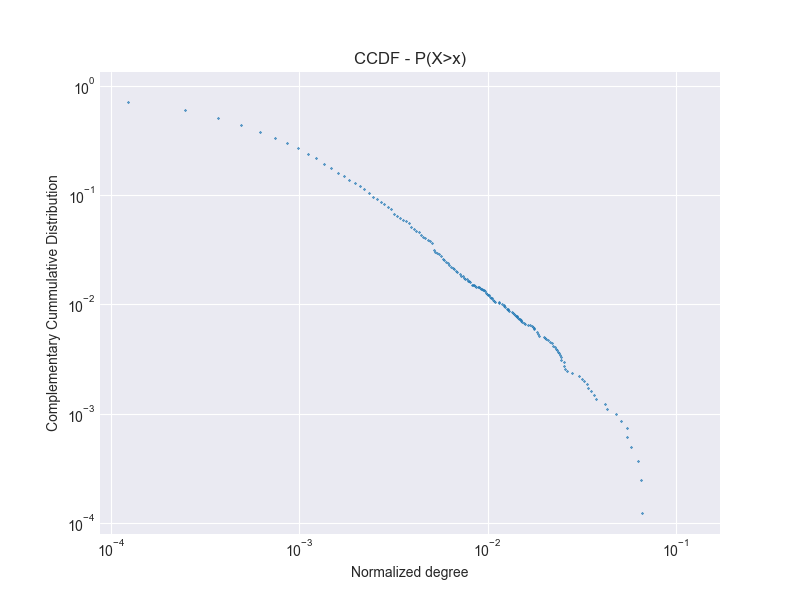 CCDF - P(X>x)
Complementary Cummulative Distribution
10⁰
10⁻¹
10⁻²
10⁻³
10⁻⁴
10⁻⁴ 10⁻³ 10⁻² 10⁻¹
Normalized degree